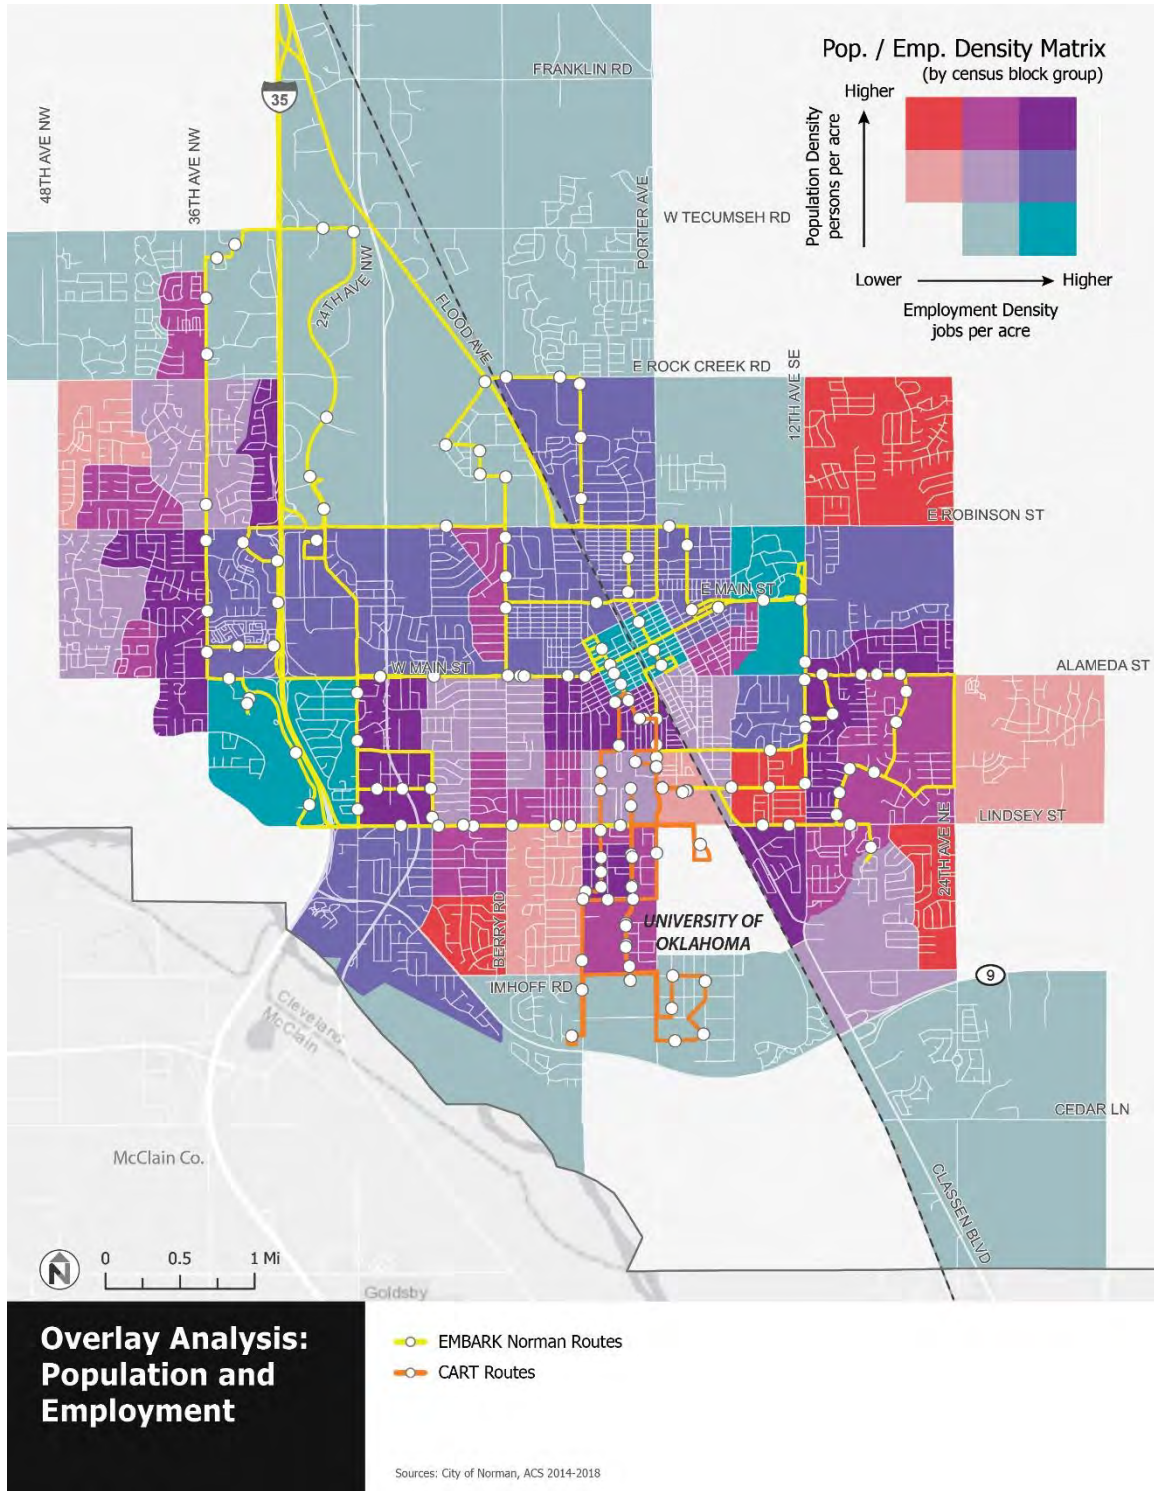 Pop. / Emp. Density Matrix
(by census block group)
Higher
Population Density
persons per acre
Lower
Higher
Employment Density
jobs per acre
FRANKLIN RD
35
48TH AVE NW
36TH AVE NW
PORTER AVE
W TECUMSEH RD
24TH AVE NW
FLOOD AVE
E ROCK CREEK RD
12TH AVE SE
E ROBINSON ST
E MAIN ST
W MAIN ST
ALAMEDA ST
LINDSEY ST
24TH AVE NE
BERRY RD
UNIVERSITY OF
OKLAHOMA
IMHOFF RD
9
Cleveland
McClain
CEDAR LN
McClain Co.
CLASSEN BLVD
N
0 0.5 1 Mi
Goldsby
Overlay Analysis:
Population and
Employment
EMBARK Norman Routes
CART Routes
Sources: City of Norman, ACS 2014-2018